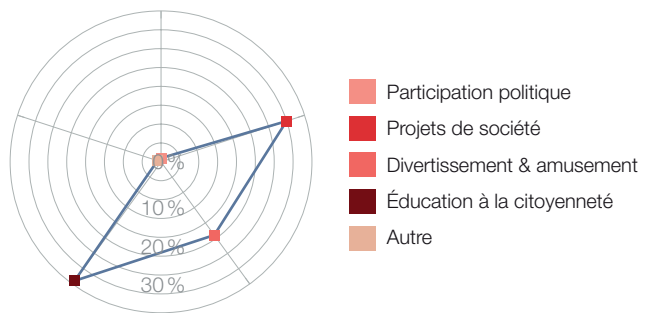 0 %
10 %
20 %
30 %
Participation politique
Projets de société
Divertissement & amusement
Éducation à la citoyenneté
Autre